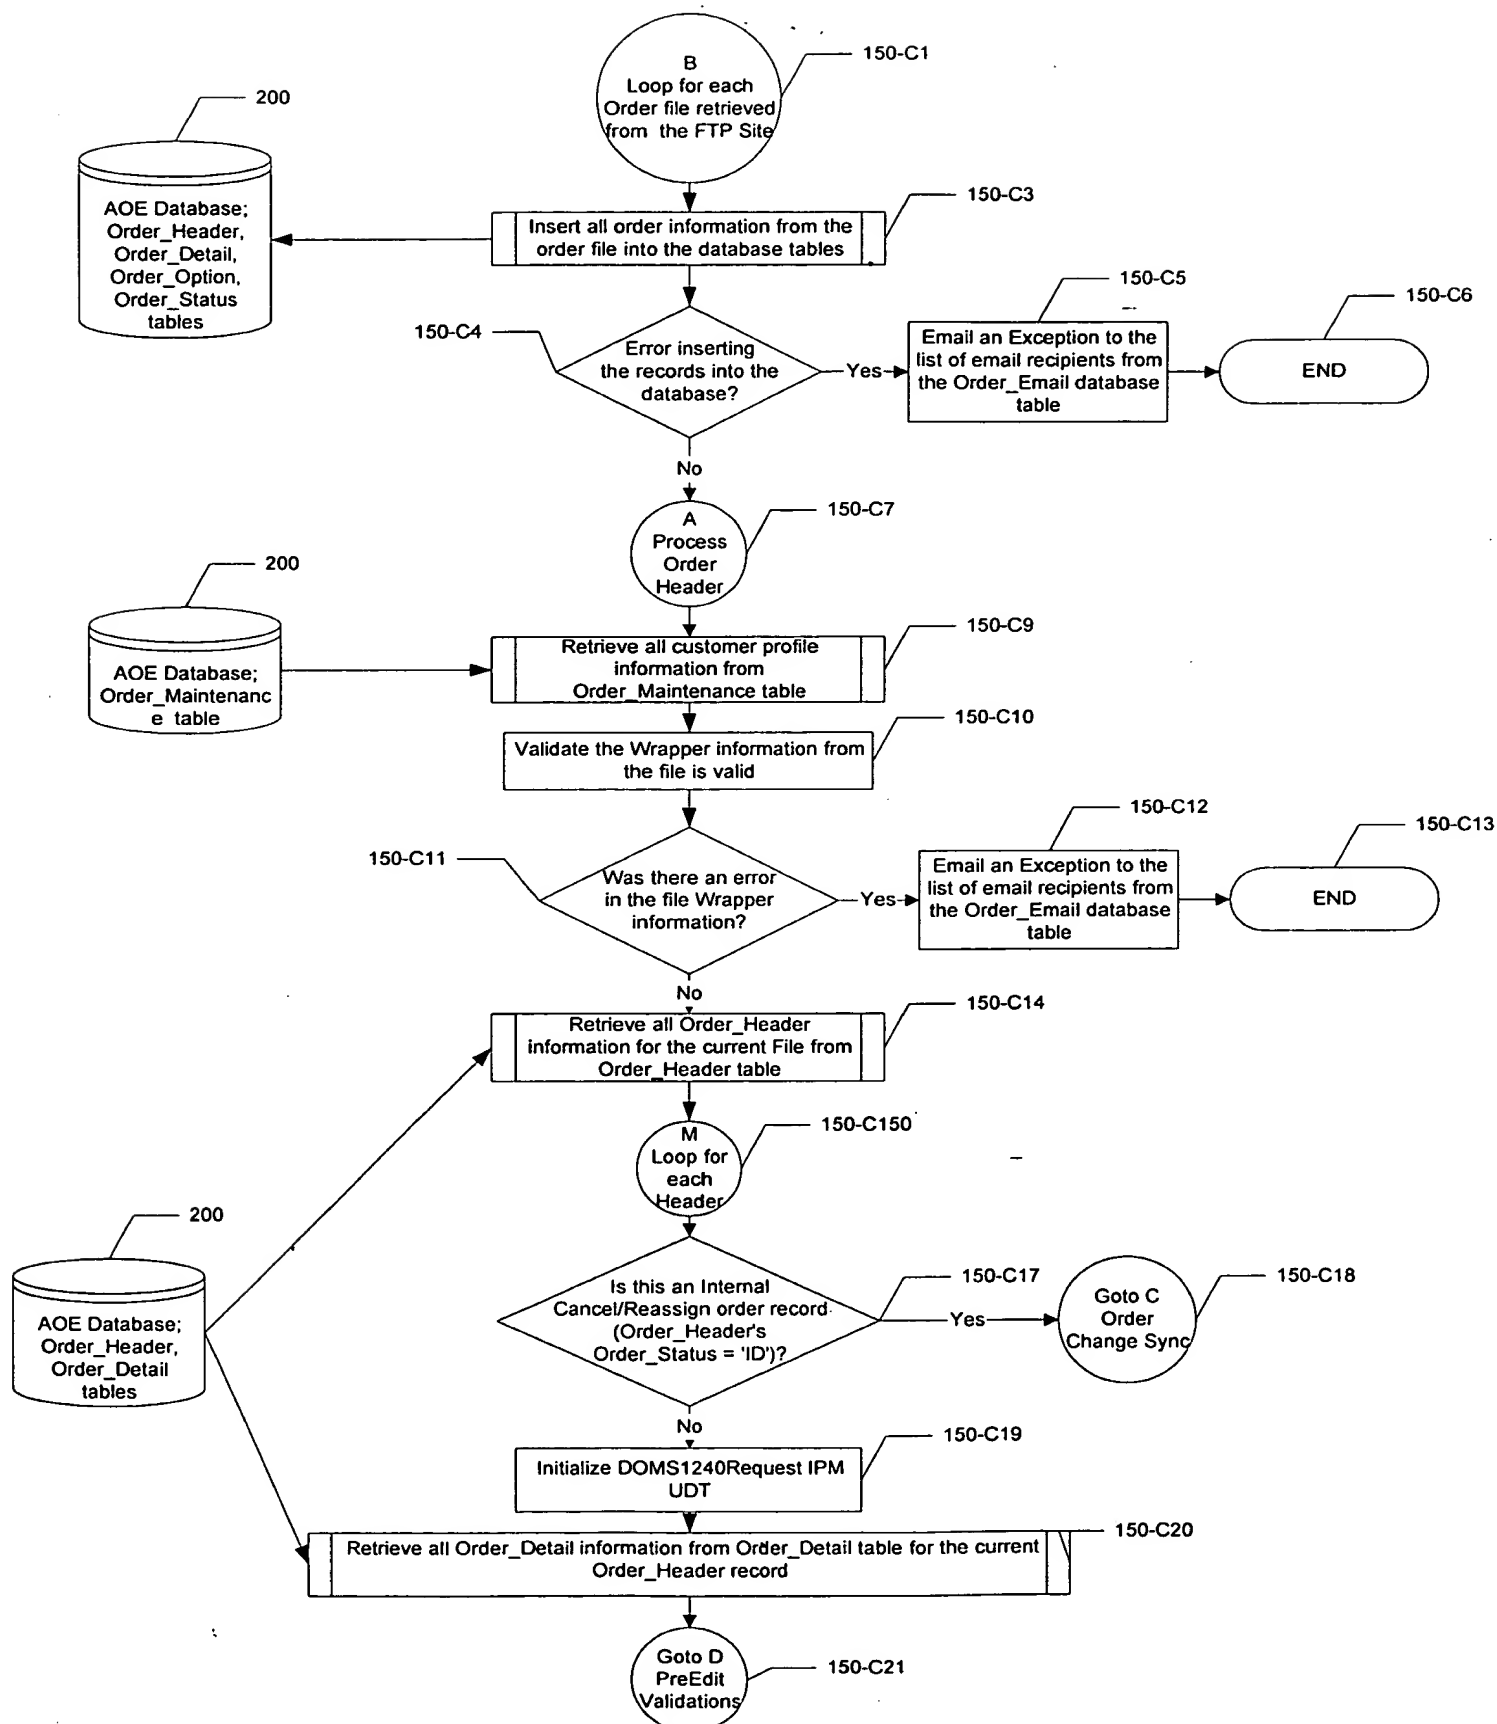 150-C1
B
Loop for each
Order file retrieved
from the FTP Site
200
AOE Database;
Order_Header,
Order_Detail,
Order_Option,
Order_Status
tables
150-C3
Insert all order information from the
order file into the database tables
150-C4
Error inserting
the records into the
database?
Yes
150-C5
Email an Exception to the
list of email recipients from
the Order_Email database
table
150-C6
END
No
A
Process
Order
Header
150-C7
200
AOE Database;
Order_Maintenanc
e table
150-C9
Retrieve all customer profile
information from
Order_Maintenance table
150-C10
Validate the Wrapper information from
the file is valid
150-C11
Was there an error
in the file Wrapper
information?
Yes
150-C12
Email an Exception to the
list of email recipients from
the Order_Email database
table
150-C13
END
No
150-C14
Retrieve all Order_Header
information for the current File from
Order_Header table
150-C150
M
Loop for
each
Header
200
AOE Database;
Order_Header,
Order_Detail
tables
Is this an Internal
Cancel/Reassign order record
(Order_Header's
Order_Status = 'ID')?
150-C17
Yes
Goto C
Order
Change Sync
150-C18
No
150-C19
Initialize DOMS1240Request IPM
UDT
150-C20
Retrieve all Order_Detail information from Order_Detail table for the current
Order_Header record
Goto D
PreEdit
Validations
150-C21